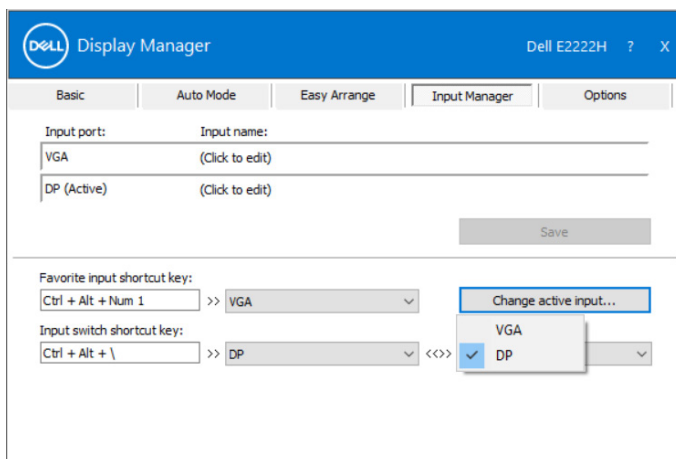 DELL Display Manager Dell E2222H ? X
Basic Auto Mode Easy Arrange Input Manager Options
Input port: Input name:
VGA (Click to edit)
DP (Active) (Click to edit)
Save
Favorite input shortcut key:
Ctrl + Alt + Num 1 >> VGA Change active input...
VGA
Input switch shortcut key:
Ctrl + Alt + \ >> DP <<>> DP